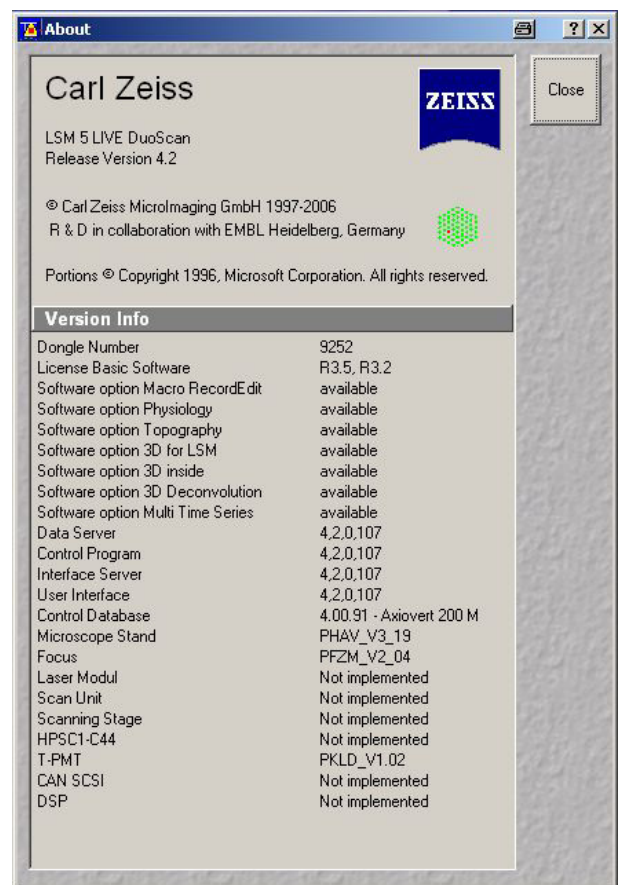 About
Close
Carl Zeiss
ZEISS
LSM 5 LIVE DuoScan
Release Version 4.2
© Carl Zeiss MicroImaging GmbH 1997-2006
R & D in collaboration with EMBL Heidelberg, Germany
Portions © Copyright 1996, Microsoft Corporation. All rights reserved.
Version Info
Dongle Number 9252
License Basic Software R3.5, R3.2
Software option Macro RecordEdit available
Software option Physiology available
Software option Topography available
Software option 3D for LSM available
Software option 3D inside available
Software option 3D Deconvolution available
Software option Multi Time Series available
Data Server 4,2,0,107
Control Program 4,2,0,107
Interface Server 4,2,0,107
User Interface 4,2,0,107
Control Database 4.00.91 - Axiovert 200 M
Microscope Stand PHAV_V3_19
Focus PFZM_V2_04
Laser Modul Not implemented
Scan Unit Not implemented
Scanning Stage Not implemented
HPSC1-C44 Not implemented
T-PMT PKLD_V1.02
CAN SCSI Not implemented
DSP Not implemented